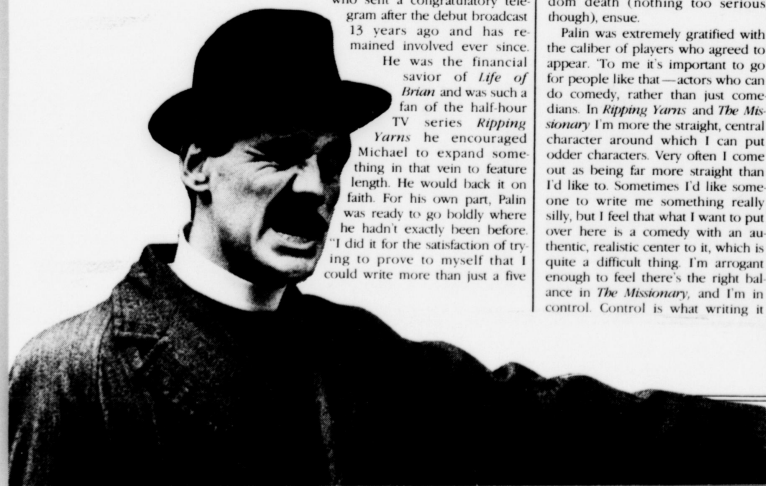 who sent a congratulatory tele-
gram after the debut broadcast
13 years ago and has re-
mained involved ever since.
He was the financial
savior of Life of
Brian and was such a
fan of the half-hour
TV series Ripping
Yarns he encouraged
Michael to expand some-
thing in that vein to feature
length. He would back it on
faith. For his own part, Palin
was ready to go boldly where
he hadn't exactly been before.
"I did it for the satisfaction of try-
ing to prove to myself that I
could write more than just a five
dom death (nothing too serious
though), ensue.
Palin was extremely gratified with
the caliber of players who agreed to
appear. 'To me it's important to go
for people like that—actors who can
do comedy, rather than just come-
dians. In Ripping Yarns and The Mis-
sionary I'm more the straight, central
character around which I can put
odder characters. Very often I come
out as being far more straight than
I'd like to. Sometimes I'd like some-
one to write me something really
silly, but I feel that what I want to put
over here is a comedy with an au-
thentic, realistic center to it, which is
quite a difficult thing. I'm arrogant
enough to feel there's the right bal-
ance in The Missionary, and I'm in
control. Control is what writing it